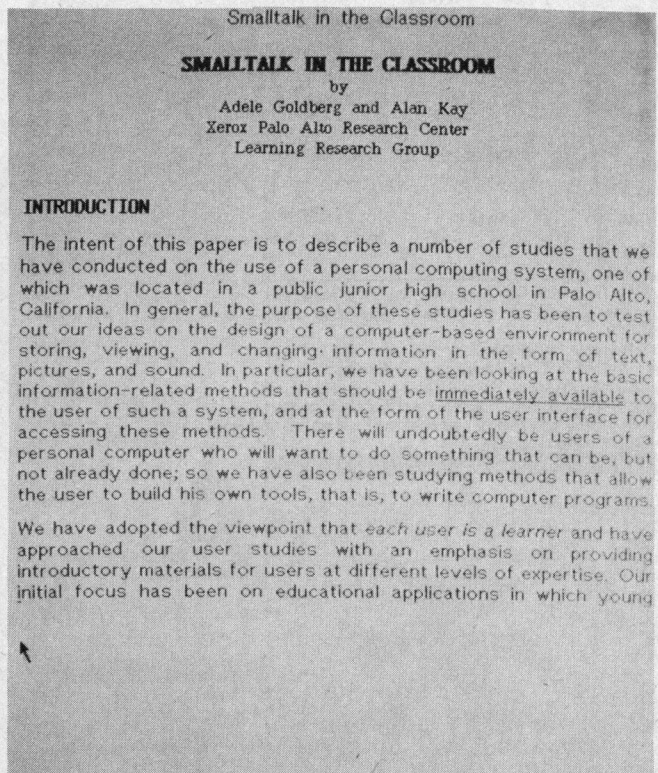 Smalltalk in the Classroom
SMALLTALK IN THE CLASSROOM
by
Adele Goldberg and Alan Kay
Xerox Palo Alto Research Center
Learning Research Group
INTRODUCTION
The intent of this paper is to describe a number of studies that we
have conducted on the use of a personal computing system, one of
which was located in a public junior high school in Palo Alto,
California. In general, the purpose of these studies has been to test
out our ideas on the design of a computer-based environment for
storing, viewing, and changing information in the form of text,
pictures, and sound. In particular, we have been looking at the basic
information-related methods that should be immediately available to
the user of such a system, and at the form of the user interface for
accessing these methods. There will undoubtedly be users of a
personal computer who will want to do something that can be, but
not already done; so we have also been studying methods that allow
the user to build his own tools, that is, to write computer programs.
We have adopted the viewpoint that each user is a learner and have
approached our user studies with an emphasis on providing
introductory materials for users at different levels of expertise. Our
initial focus has been on educational applications in which young